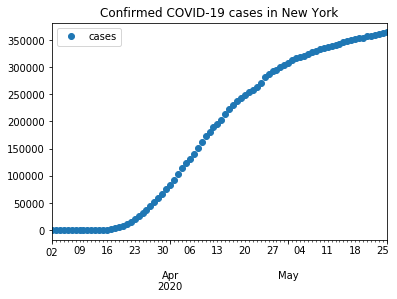 Confirmed COVID-19 cases in New York
cases
350000
300000
250000
200000
150000
100000
50000
0
02 09 16 23 30 06 13 20 27 04 11 18 25
Apr May
2020